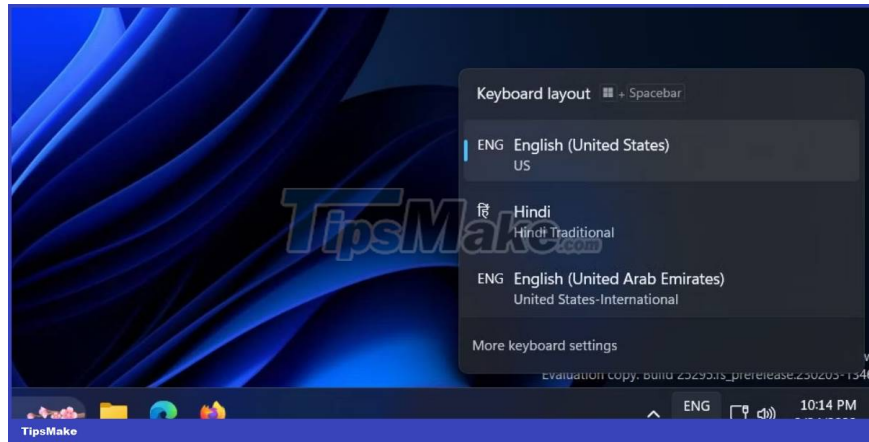 Keyboard layout + Spacebar
ENG English (United States)
US
TipsMake.com
हिं Hindi
Hindi Traditional
ENG English (United Arab Emirates)
United States-International
More keyboard settings
Evaluation copy. Build 25295.rs_prerelease.230203-134
ENG 10:14 PM
TipsMake